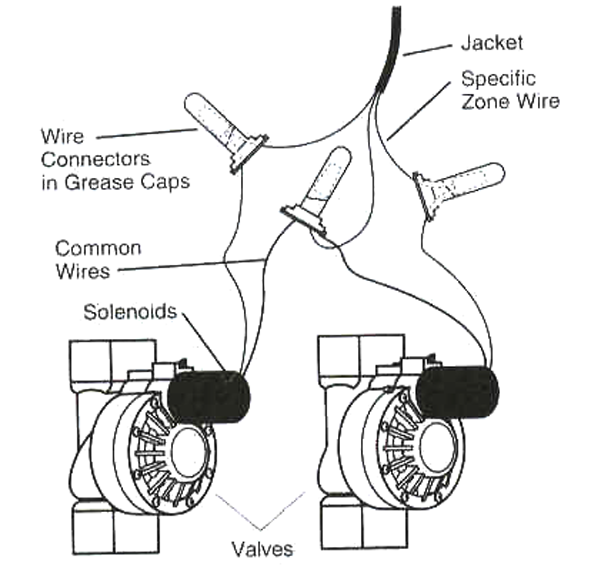 Jacket
Specific
Zone Wire
Wire
Connectors
in Grease Caps
Common
Wires
Solenoids
Valves